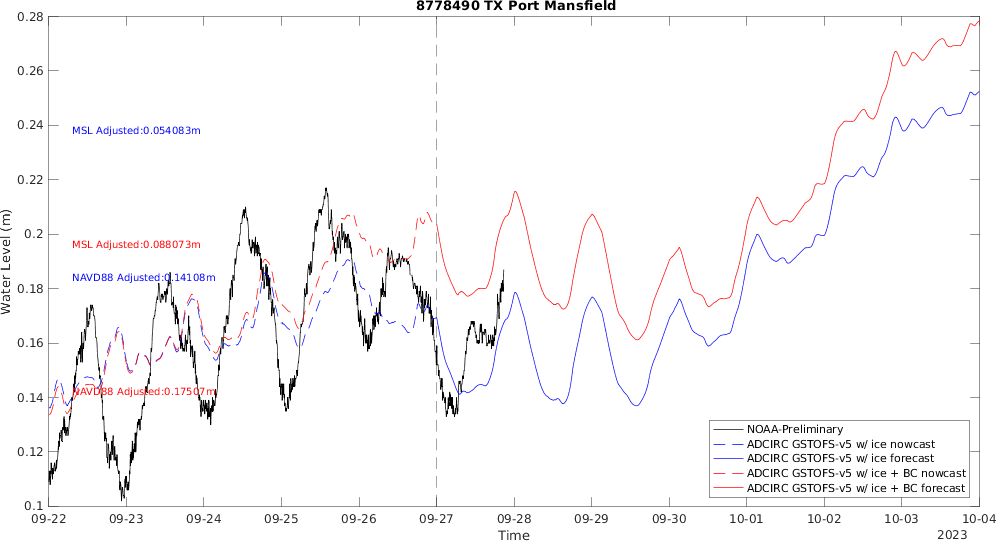 8778490 TX Port Mansfield
Water Level (m)
0.28
0.26
0.24
0.22
0.2
0.18
0.16
0.14
0.12
0.1
MSL Adjusted:0.054083m
MSL Adjusted:0.088073m
NAVD88 Adjusted:0.14108m
NAVD88 Adjusted:0.17507m
NOAA-Preliminary
ADCIRC GSTOFS-v5 w/ ice nowcast
ADCIRC GSTOFS-v5 w/ ice forecast
ADCIRC GSTOFS-v5 w/ ice + BC nowcast
ADCIRC GSTOFS-v5 w/ ice + BC forecast
09-22 09-23 09-24 09-25 09-26 09-27 09-28 09-29 09-30 10-01 10-02 10-03 10-04
Time
2023